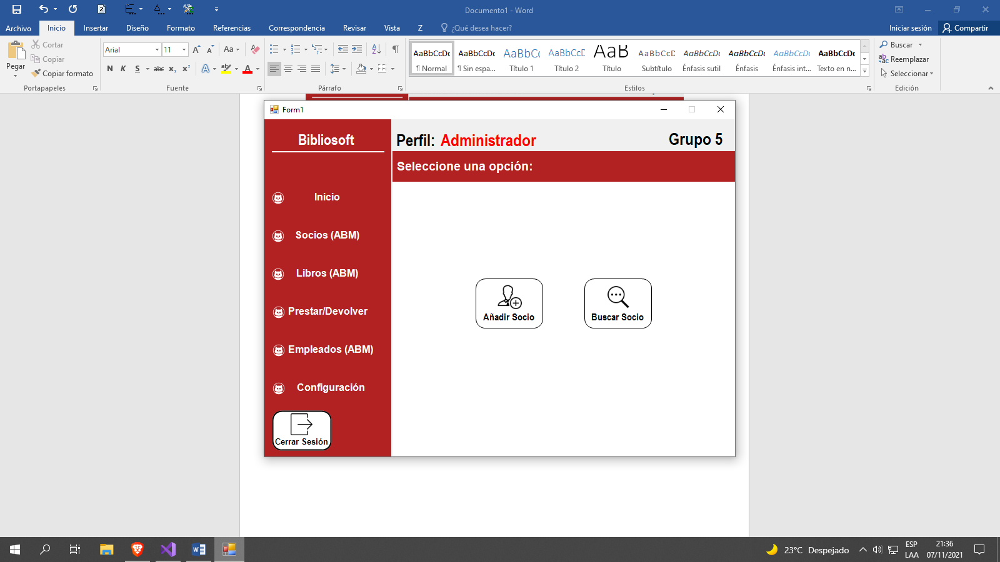 Documento1 - Word
Archivo Inicio Insertar Diseño Formato Referencias Correspondencia Revisar Vista Z ¿Qué desea hacer? Iniciar sesión Compartir
Pegar
Cortar
Copiar
Copiar formato
Portapapeles
Arial 11
Aa
N K S abc x₂ x²
A ab A
Fuente
Párrafo
AaBbCcDc AaBbCcDc AaBbCc AaBbCcD AaB AaBbCcD AaBbCcDc AaBbCcDc AaBbCcDc AaBbCcDc
¶ Normal ¶ Sin espa... Título 1 Título 2 Título Subtítulo Énfasis sutil Énfasis Énfasis int... Texto en n...
Estilos
Buscar
Reemplazar
Seleccionar
Edición
Form1
Bibliosoft
Perfil: Administrador
Grupo 5
Seleccione una opción:
Inicio
Socios (ABM)
Libros (ABM)
Prestar/Devolver
Empleados (ABM)
Configuración
Cerrar Sesión
Añadir Socio
Buscar Socio
23°C Despejado
ESP
LAA
21:36
07/11/2021